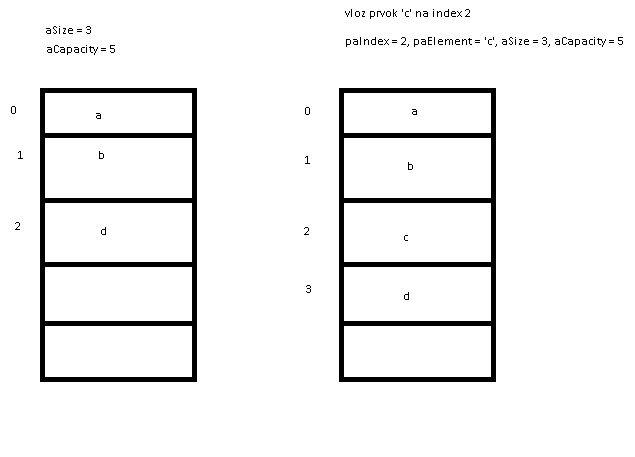 aSize = 3
aCapacity = 5
0
a
1
b
2
d
vloz prvok 'c' na index 2
paIndex = 2, paElement = 'c', aSize = 3, aCapacity = 5
0
a
1
b
2
c
3
d